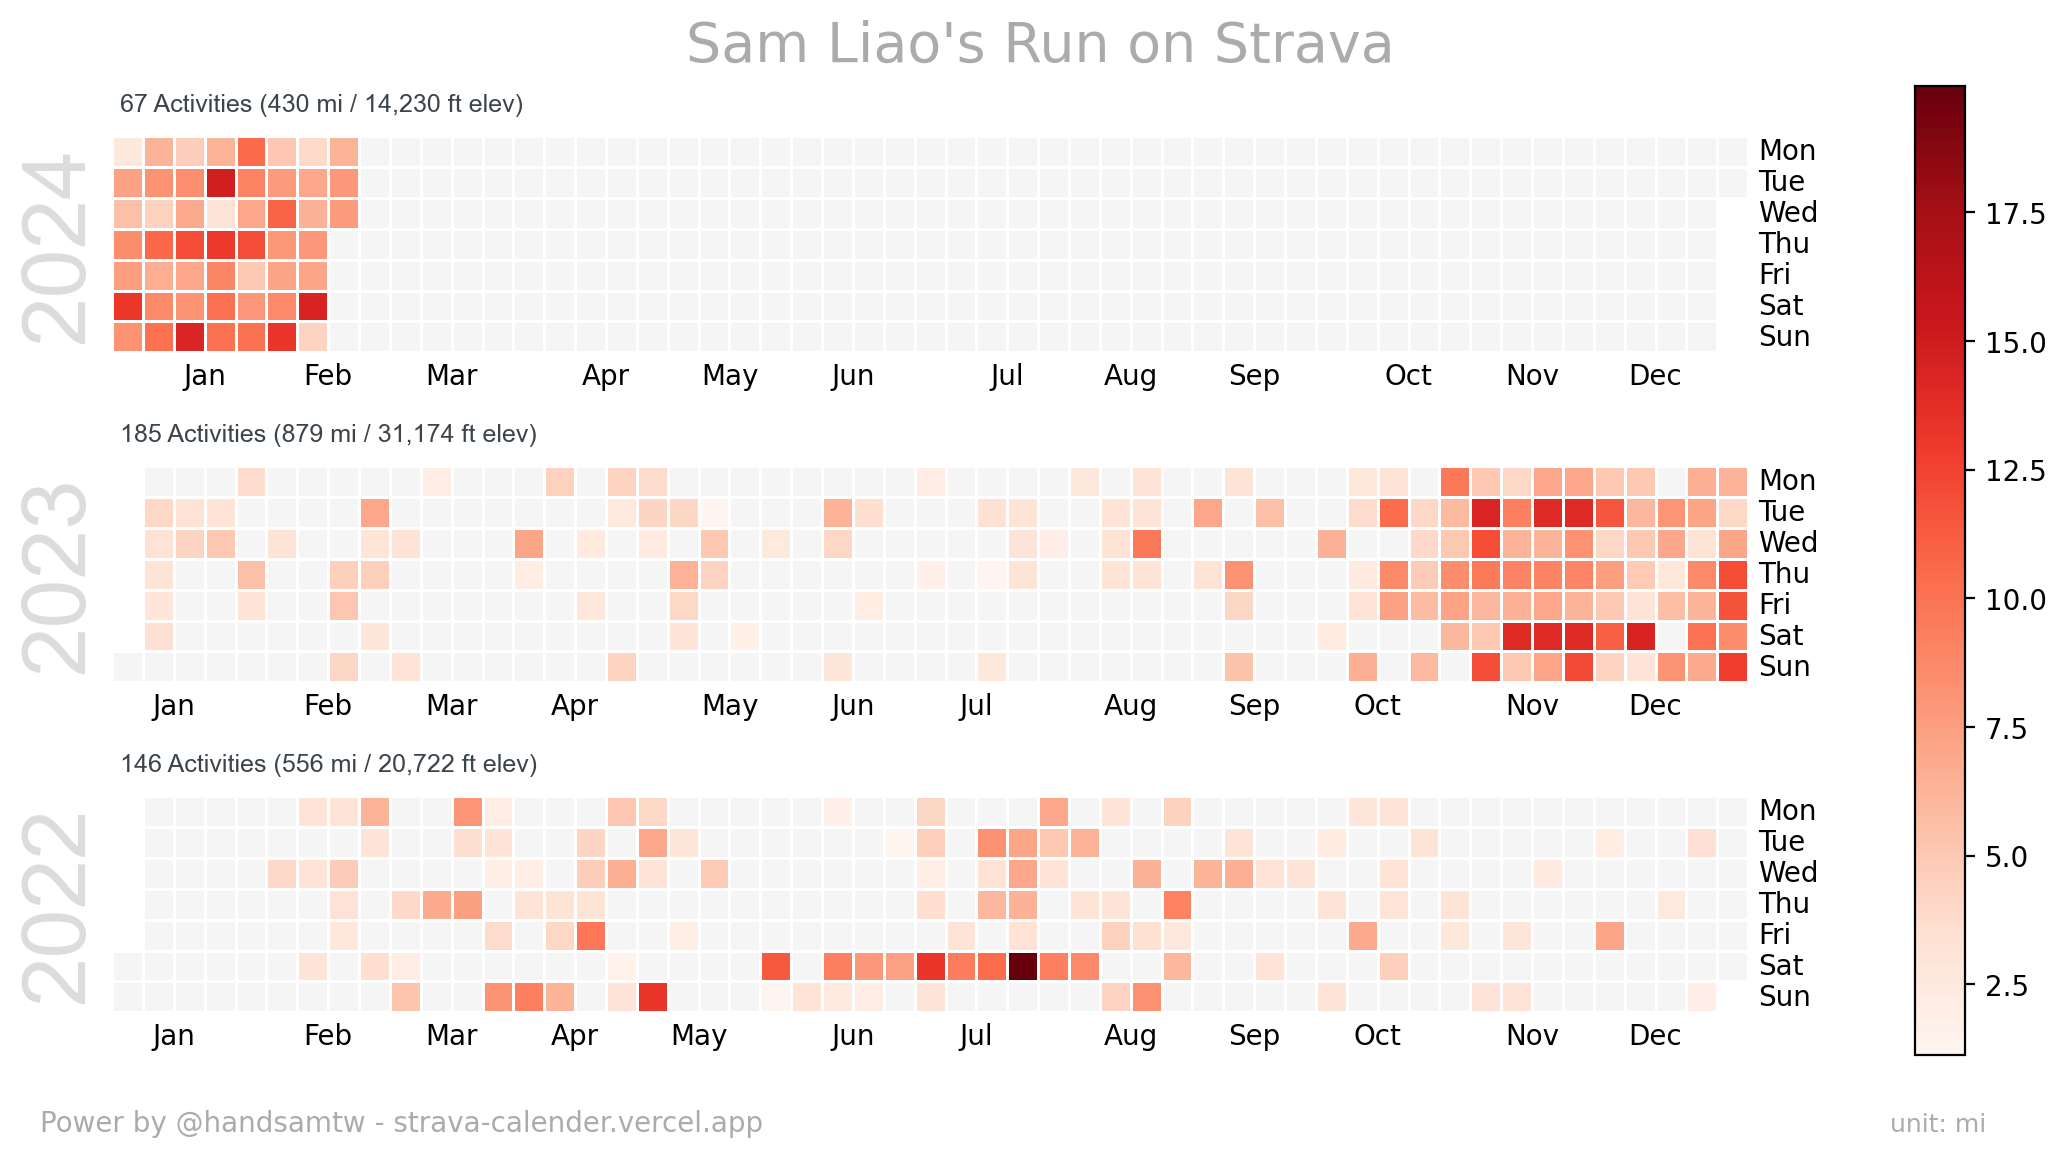 Sam Liao's Run on Strava
67 Activities (430 mi / 14,230 ft elev)
2024
Mon
Tue
Wed
Thu
Fri
Sat
Sun
Jan Feb Mar Apr May Jun Jul Aug Sep Oct Nov Dec
185 Activities (879 mi / 31,174 ft elev)
2023
Mon
Tue
Wed
Thu
Fri
Sat
Sun
Jan Feb Mar Apr May Jun Jul Aug Sep Oct Nov Dec
146 Activities (556 mi / 20,722 ft elev)
2022
Mon
Tue
Wed
Thu
Fri
Sat
Sun
Jan Feb Mar Apr May Jun Jul Aug Sep Oct Nov Dec
17.5
15.0
12.5
10.0
7.5
5.0
2.5
Power by @handsamtw - strava-calender.vercel.app
unit: mi